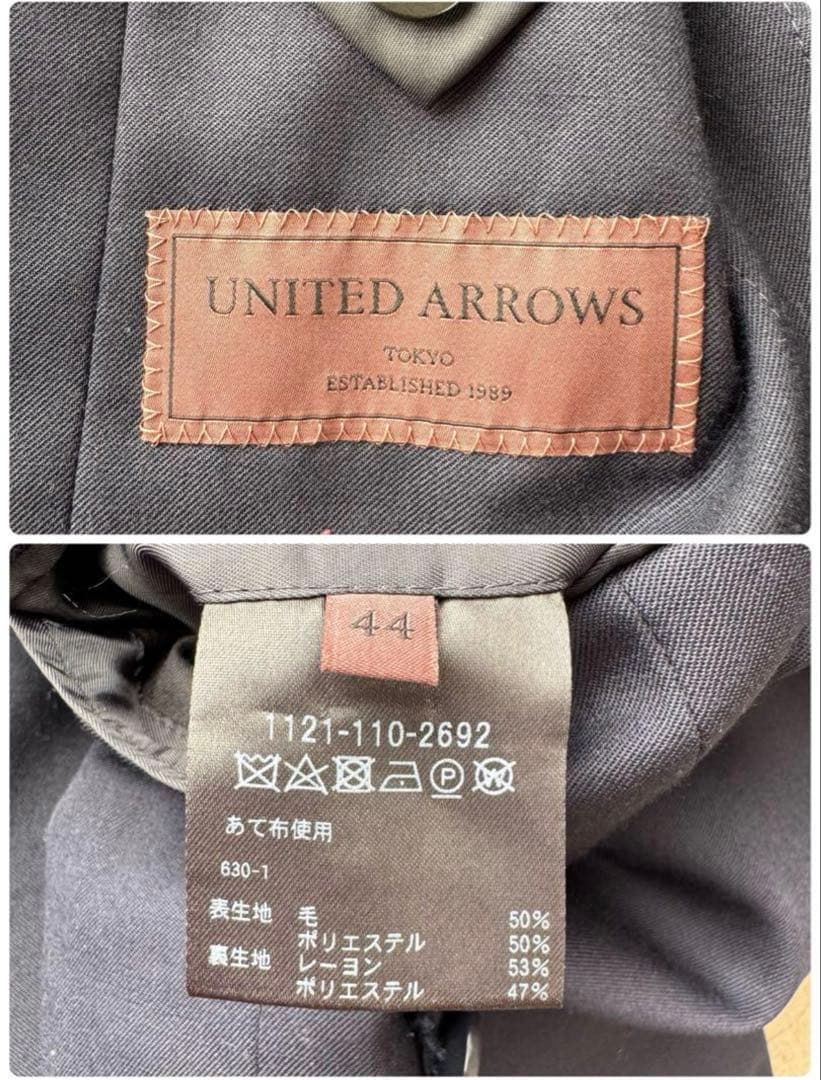 UNITED ARROWS
TOKYO
ESTABLISHED 1989
44
1121-110-2692
P W
あて布使用
630-1
表生地 毛 50%
ポリエステル 50%
裏生地 レーヨン 53%
ポリエステル 47%